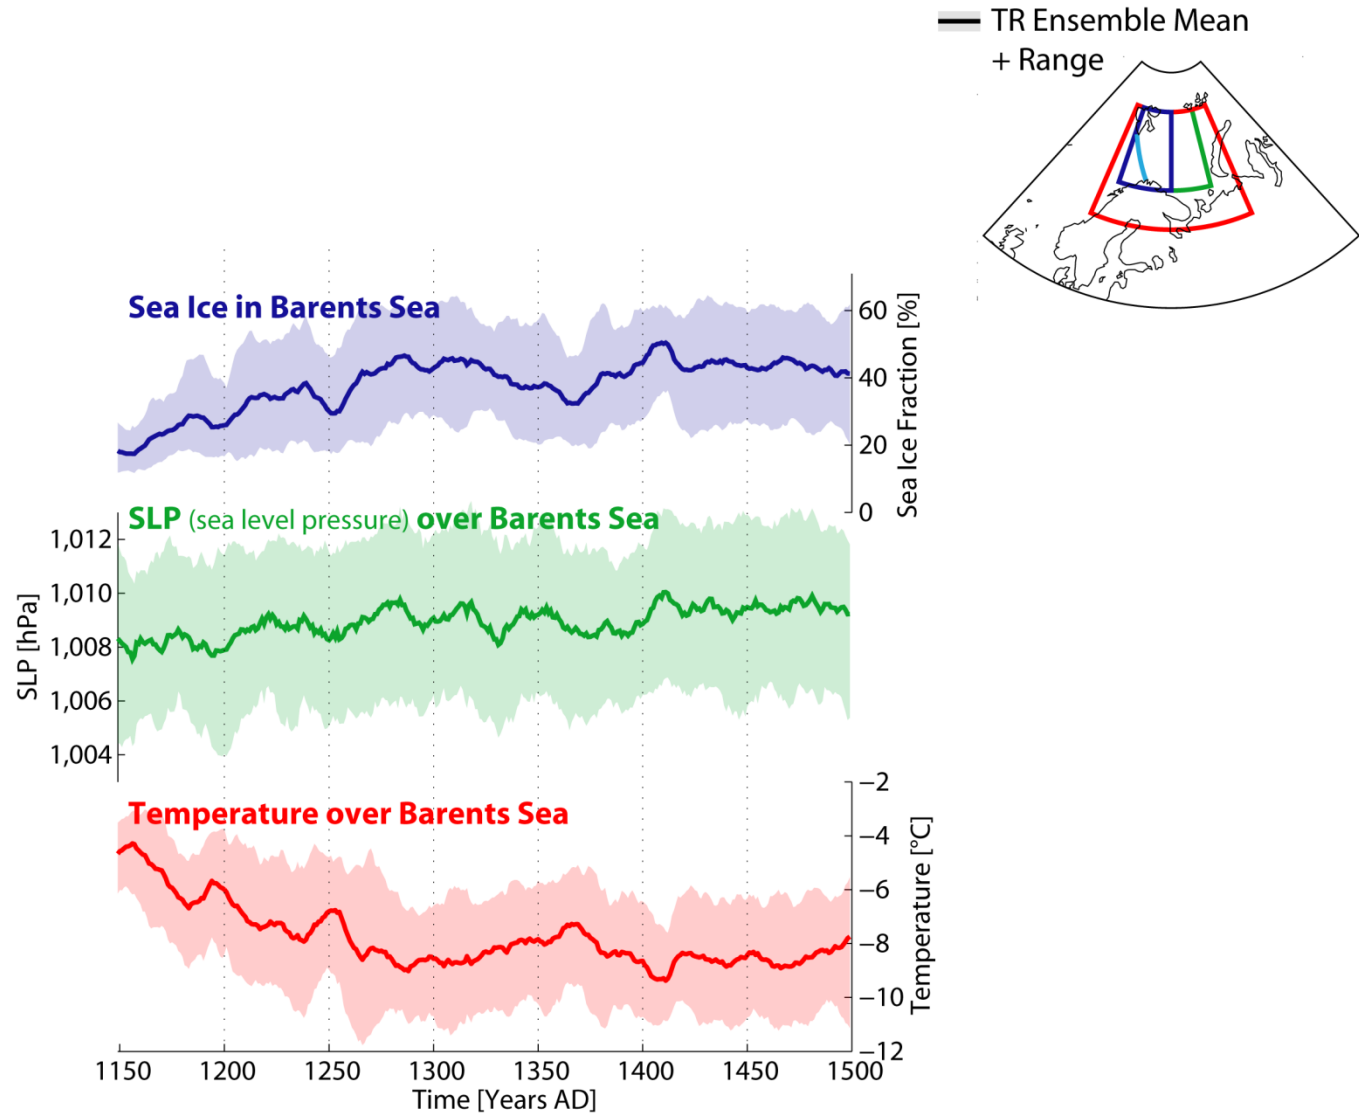 TR Ensemble Mean
+ Range
Sea Ice in Barents Sea
60
40
20
0
Sea Ice Fraction [%]
SLP (sea level pressure) over Barents Sea
1,012
1,010
1,008
1,006
1,004
SLP [hPa]
Temperature over Barents Sea
−2
−4
−6
−8
−10
−12
Temperature [°C]
1150 1200 1250 1300 1350 1400 1450 1500
Time [Years AD]